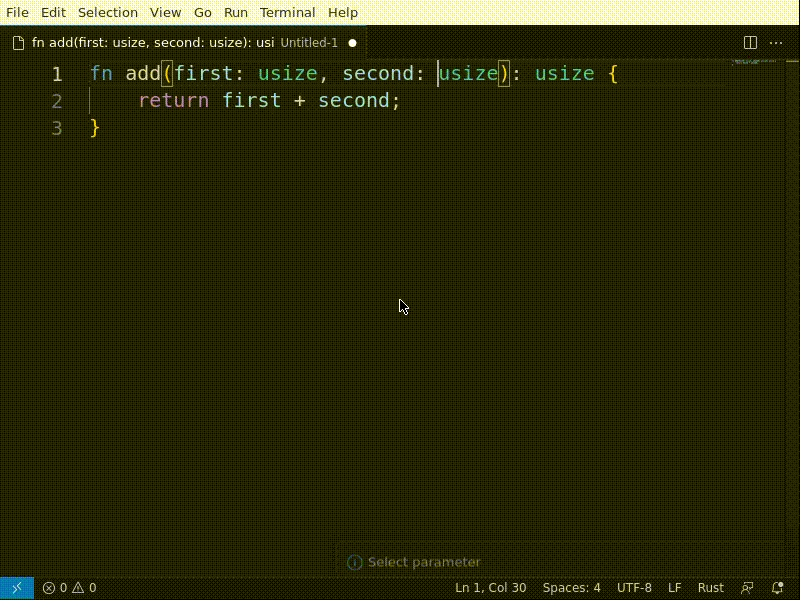 File Edit Selection View Go Run Terminal Help
fn add(first: usize, second: usize): usi Untitled-1
1 fn add(first: usize, second: usize): usize {
2 return first + second;
3 }
Select parameter
0 0 Ln 1, Col 30 Spaces: 4 UTF-8 LF Rust